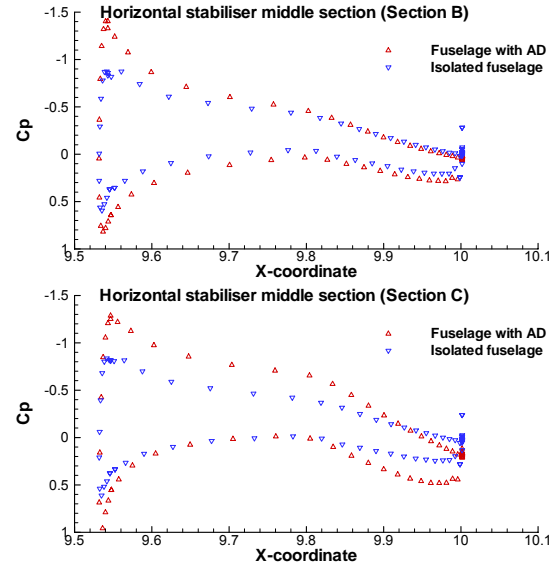 Horizontal stabiliser middle section (Section B)
-1.5
-1
-0.5
0
0.5
1
Cp
Fuselage with AD
Isolated fuselage
9.5 9.6 9.7 9.8 9.9 10 10.1
X-coordinate
Horizontal stabiliser middle section (Section C)
-1.5
-1
-0.5
0
0.5
1
Cp
Fuselage with AD
Isolated fuselage
9.5 9.6 9.7 9.8 9.9 10 10.1
X-coordinate